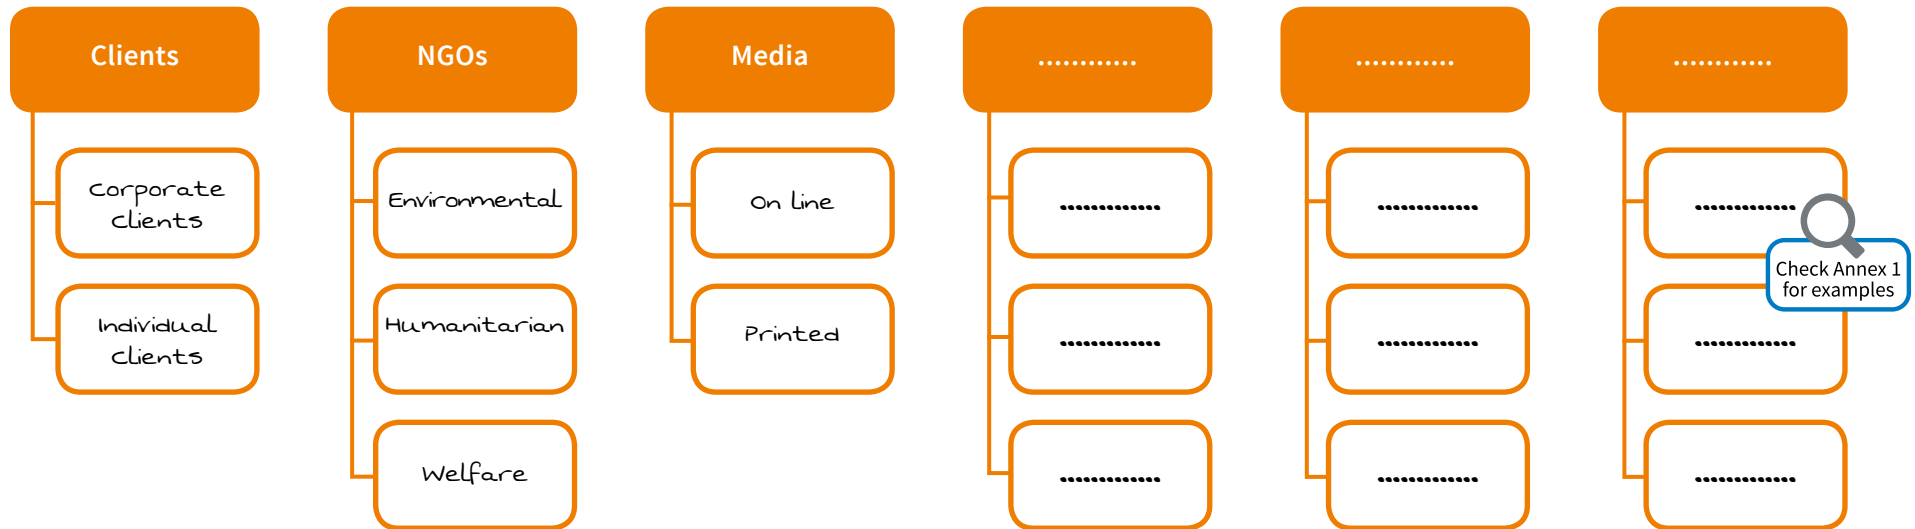 Clients
NGOs
Media
............
............
............
Corporate
Clients
Individual
Clients
Environmental
Humanitarian
Welfare
On line
Printed
.............
.............
.............
.............
.............
.............
.............
.............
.............
Check Annex 1
for examples